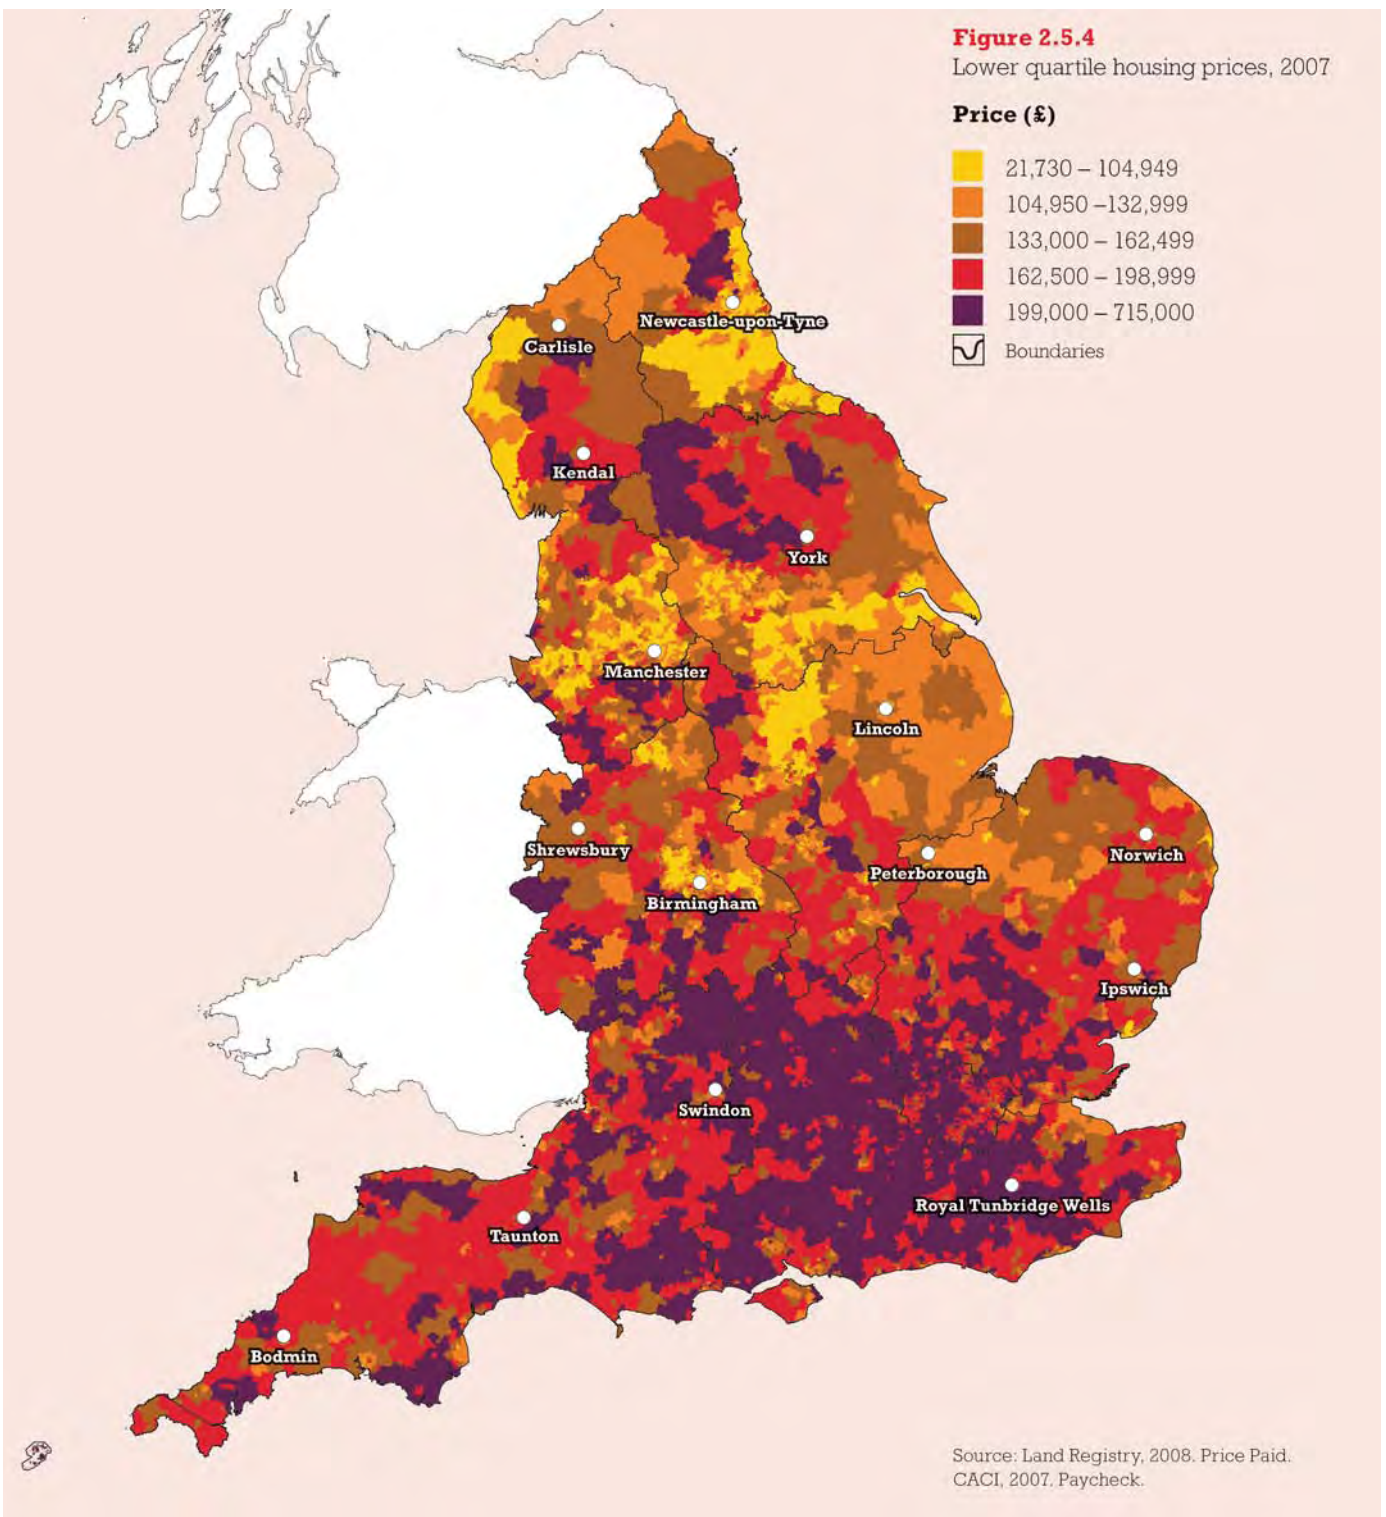 Figure 2.5.4
Lower quartile housing prices, 2007
Price (£)
21,730 – 104,949
104,950 –132,999
133,000 – 162,499
162,500 – 198,999
199,000 – 715,000
Boundaries
Newcastle-upon-Tyne
Carlisle
Kendal
York
Manchester
Lincoln
Shrewsbury
Norwich
Peterborough
Birmingham
Ipswich
Swindon
Royal Tunbridge Wells
Taunton
Bodmin
Source: Land Registry, 2008. Price Paid.
CACI, 2007. Paycheck.